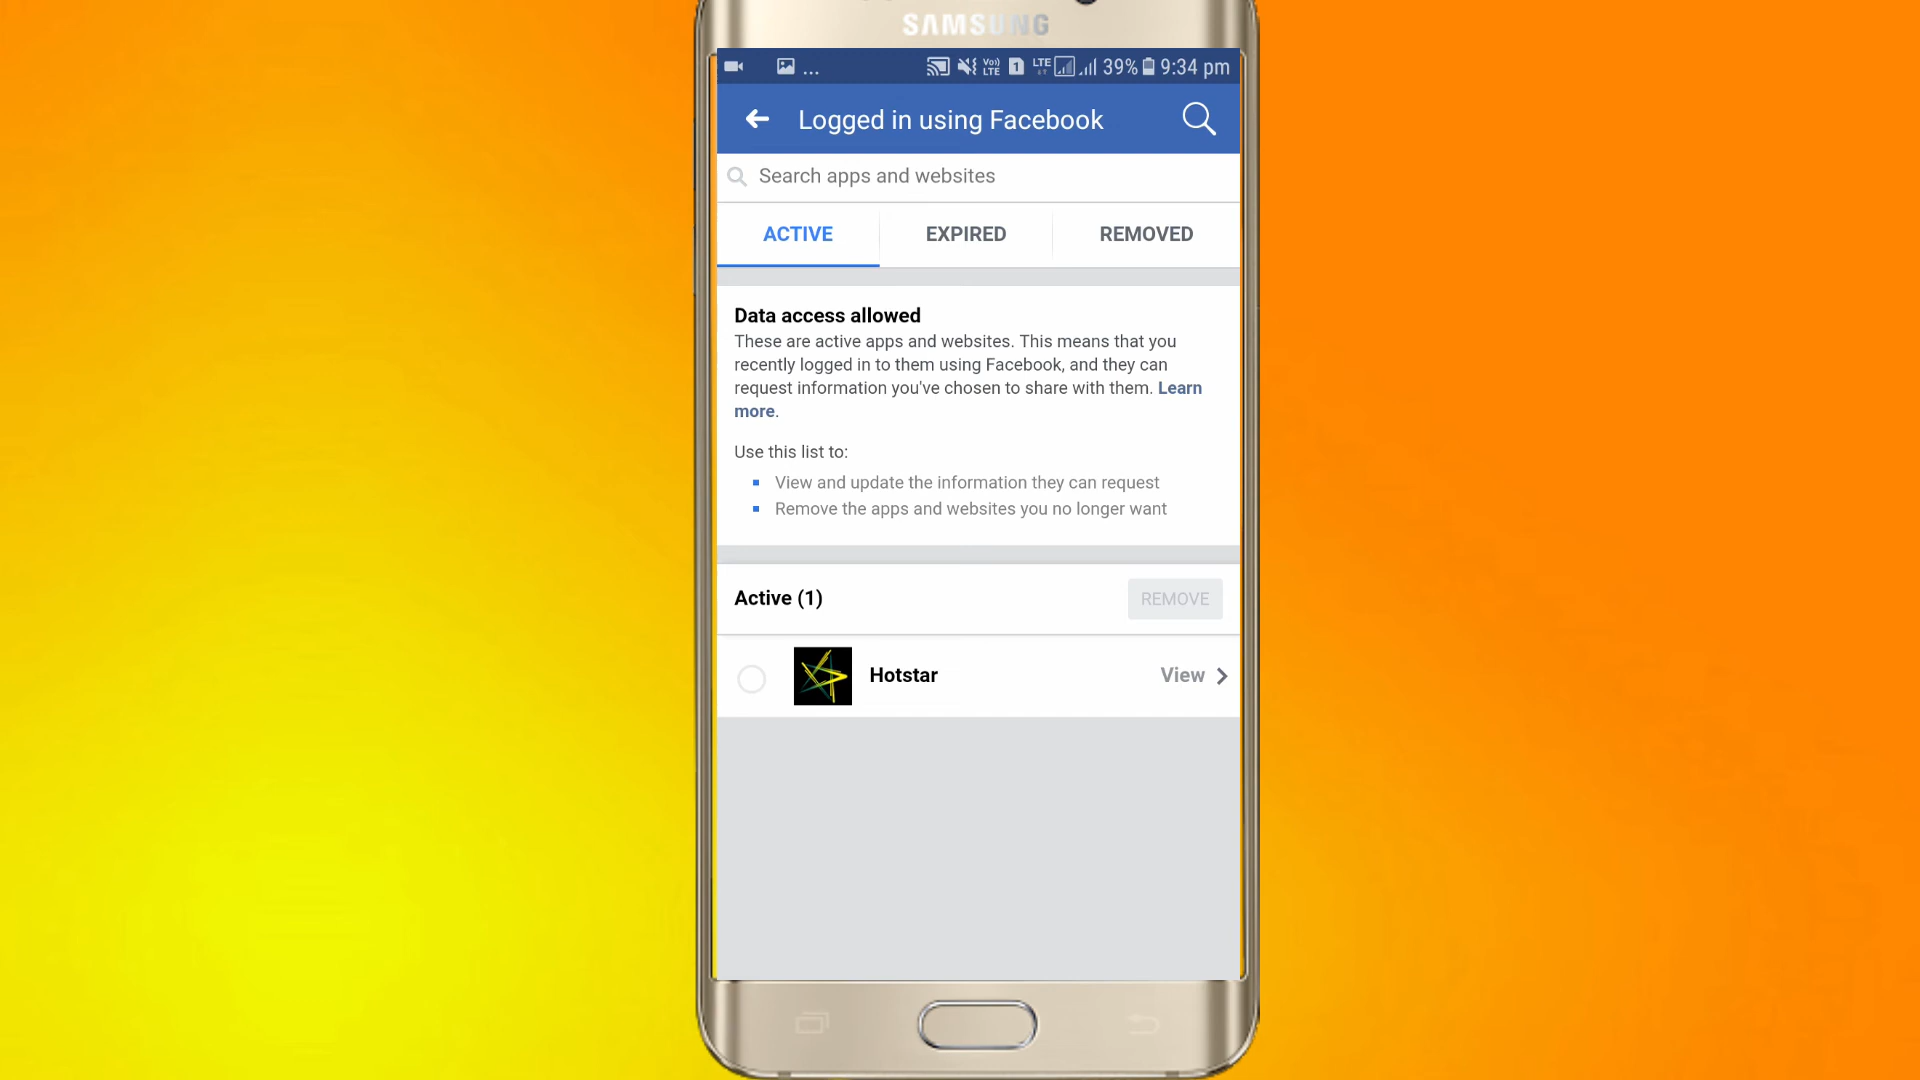 SAMSUNG
... VoLTE 1 LTE 39% 9:34 pm
Logged in using Facebook
Search apps and websites
ACTIVE EXPIRED REMOVED
Data access allowed
These are active apps and websites. This means that you
recently logged in to them using Facebook, and they can
request information you've chosen to share with them. Learn
more.
Use this list to:
View and update the information they can request
Remove the apps and websites you no longer want
Active (1) REMOVE
Hotstar View